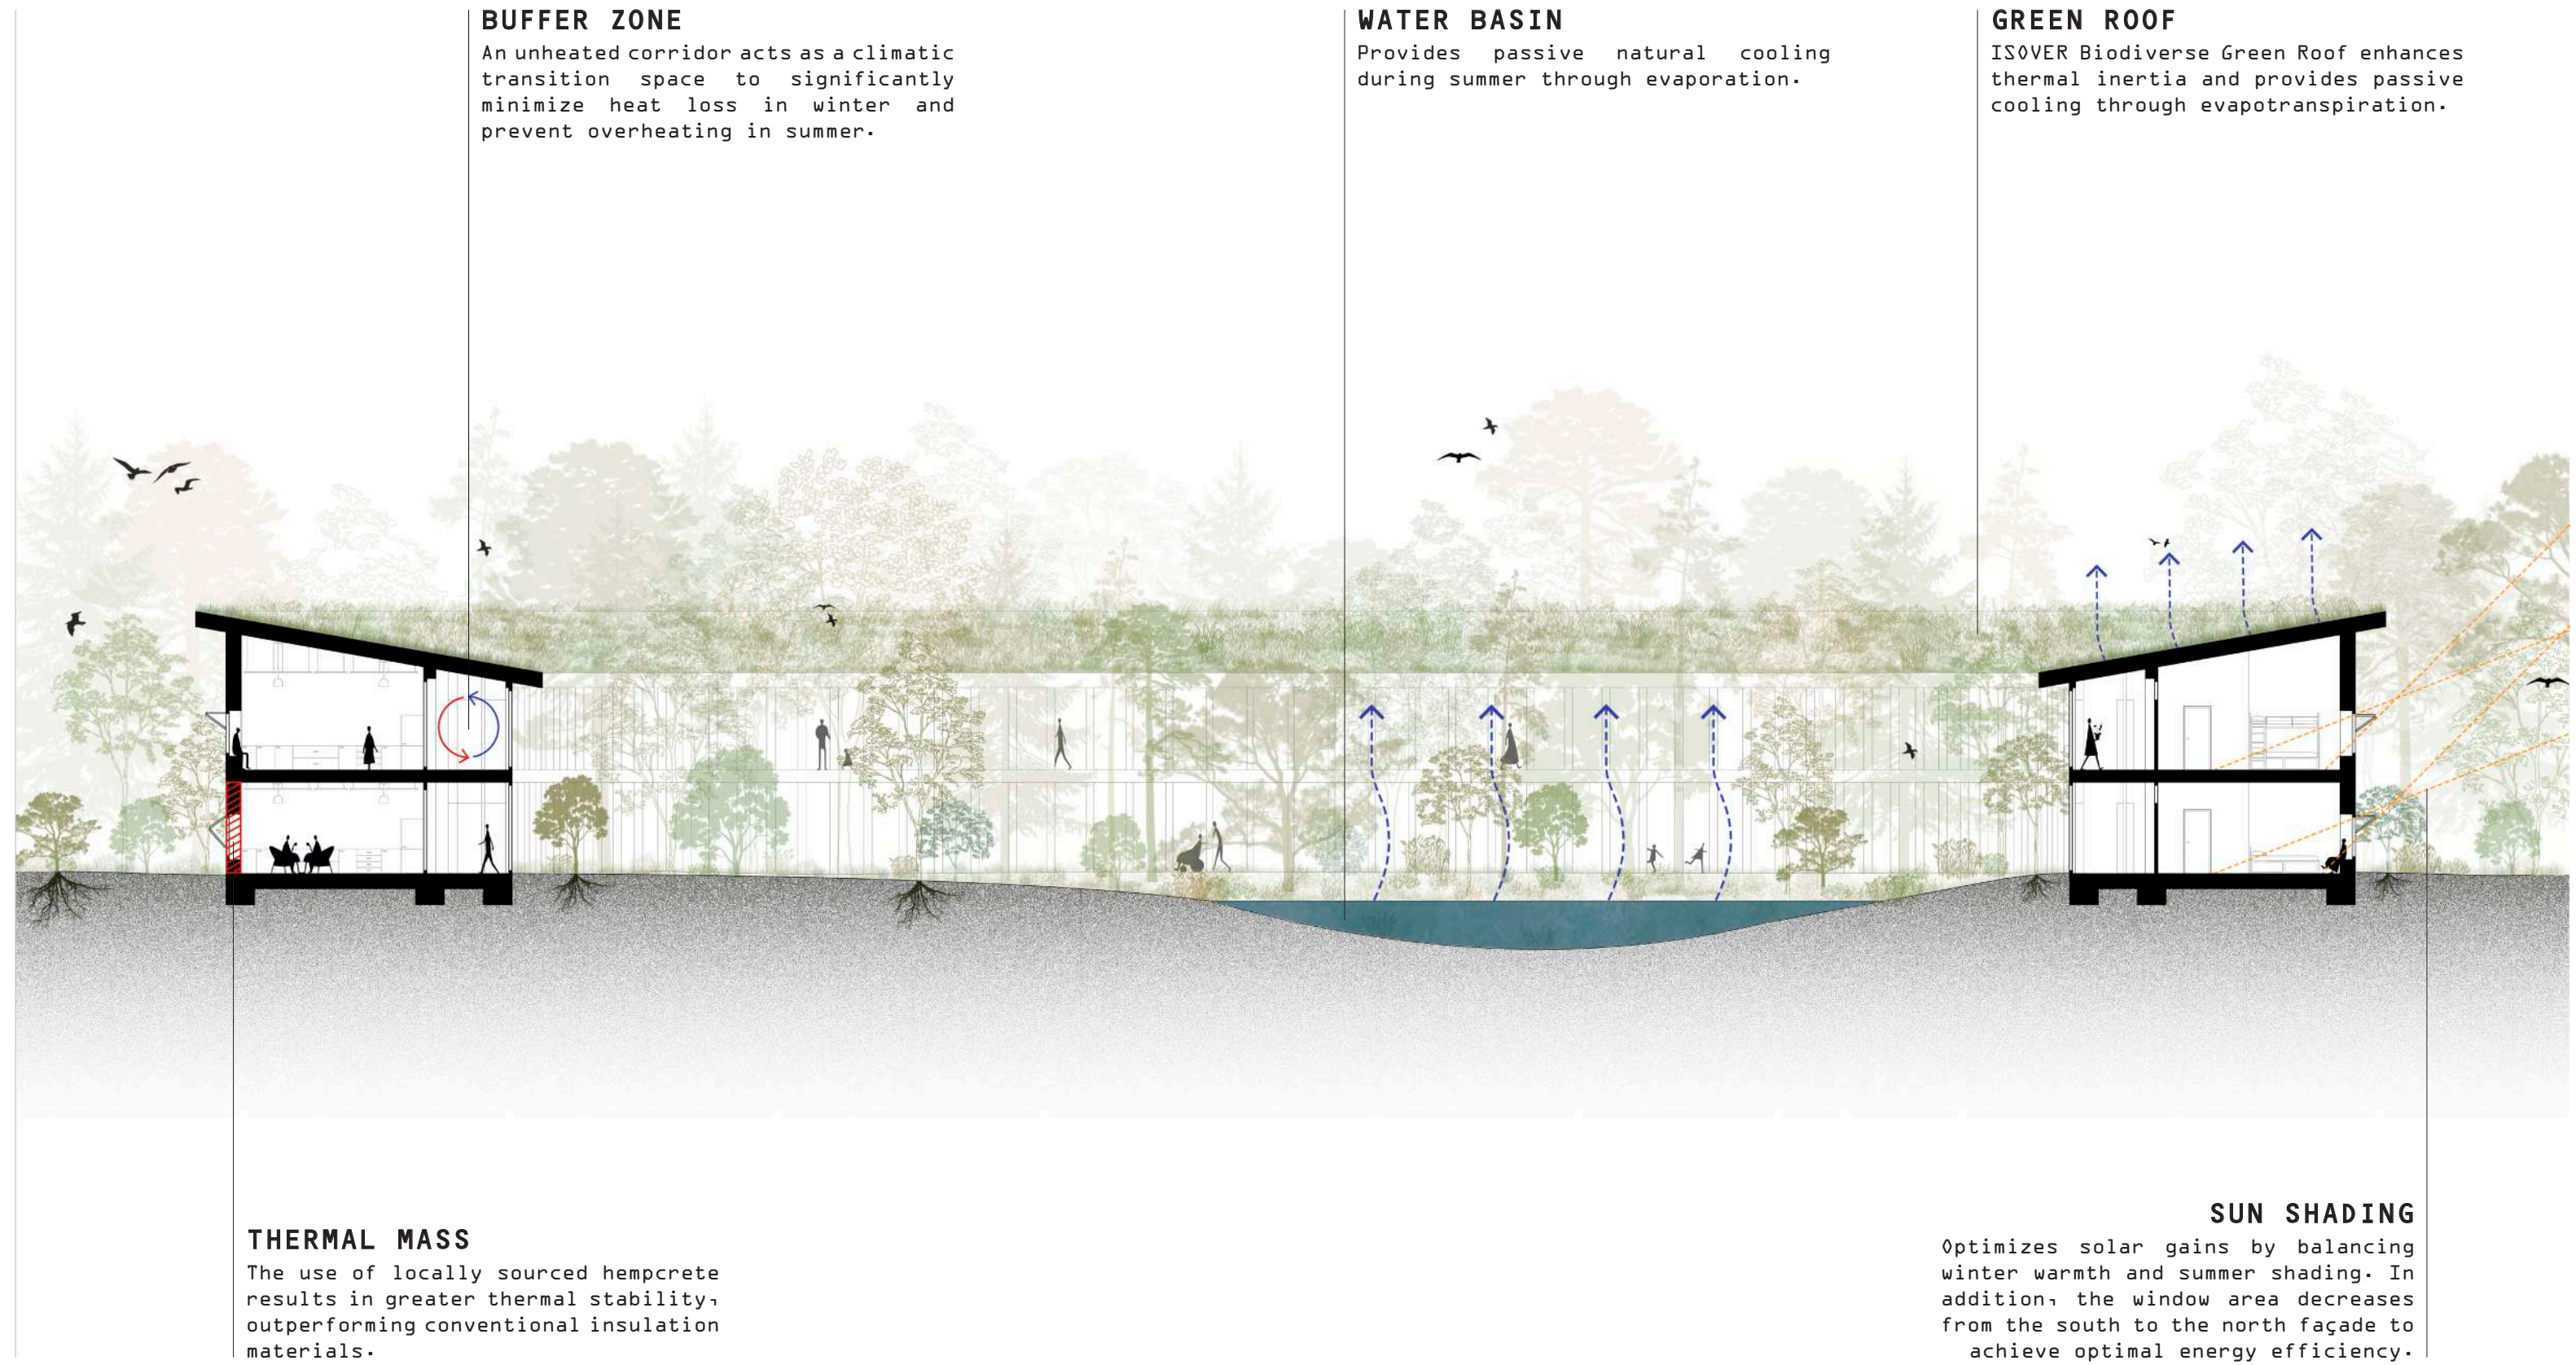 BUFFER ZONE
An unheated corridor acts as a climatic
transition space to significantly
minimize heat loss in winter and
prevent overheating in summer.
WATER BASIN
Provides passive natural cooling
during summer through evaporation.
GREEN ROOF
ISOVER Biodiverse Green Roof enhances
thermal inertia and provides passive
cooling through evapotranspiration.
THERMAL MASS
The use of locally sourced hempcrete
results in greater thermal stability,
outperforming conventional insulation
materials.
SUN SHADING
Optimizes solar gains by balancing
winter warmth and summer shading. In
addition, the window area decreases
from the south to the north façade to
achieve optimal energy efficiency.